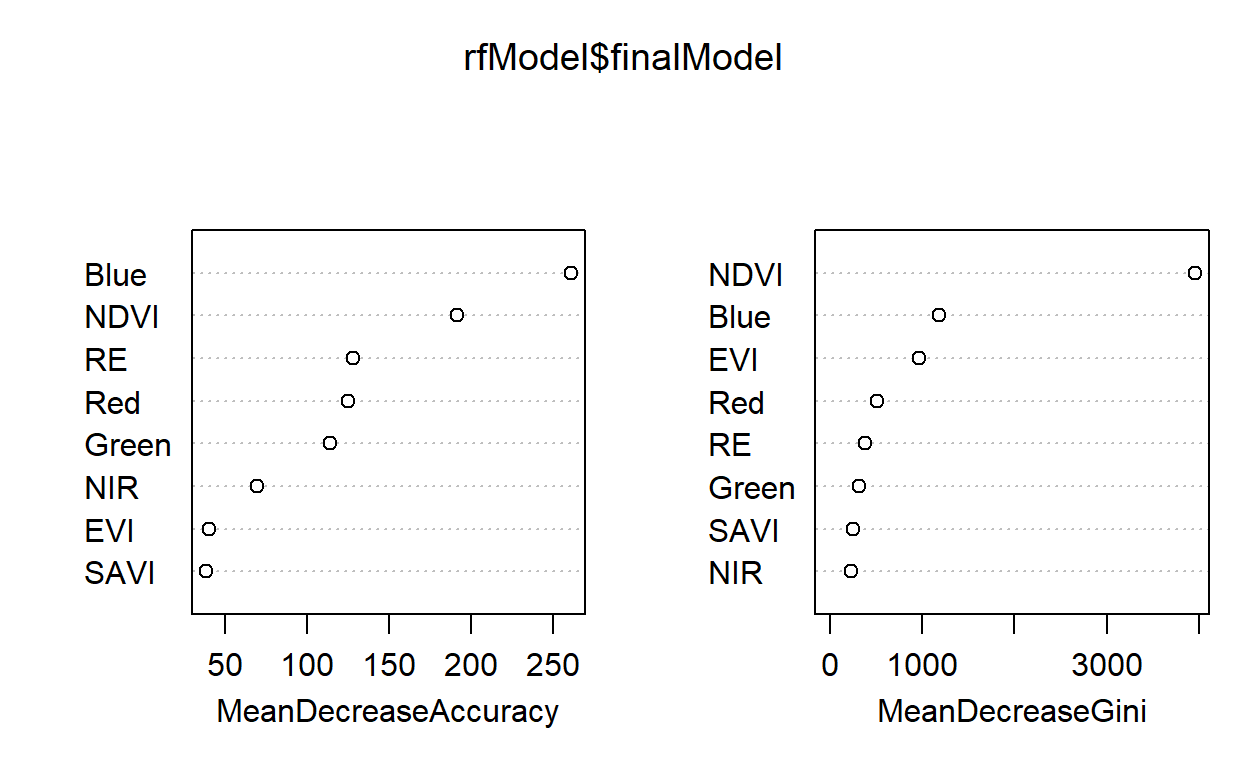 rfModel$finalModel
Blue
NDVI
RE
Red
Green
NIR
EVI
SAVI
50 100 150 200 250
MeanDecreaseAccuracy
NDVI
Blue
EVI
Red
RE
Green
SAVI
NIR
0 1000 3000
MeanDecreaseGini